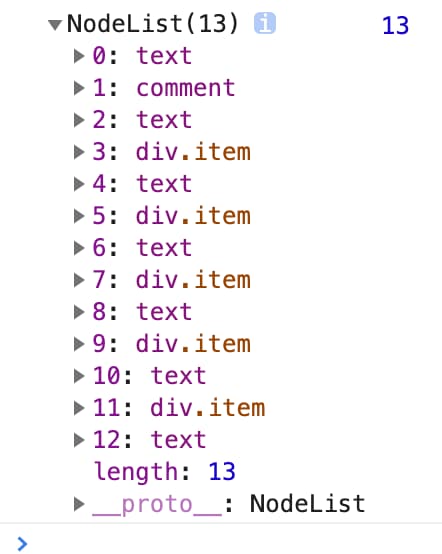 NodeList(13) i 13
0: text
1: comment
2: text
3: div.item
4: text
5: div.item
6: text
7: div.item
8: text
9: div.item
10: text
11: div.item
12: text
length: 13
__proto__: NodeList